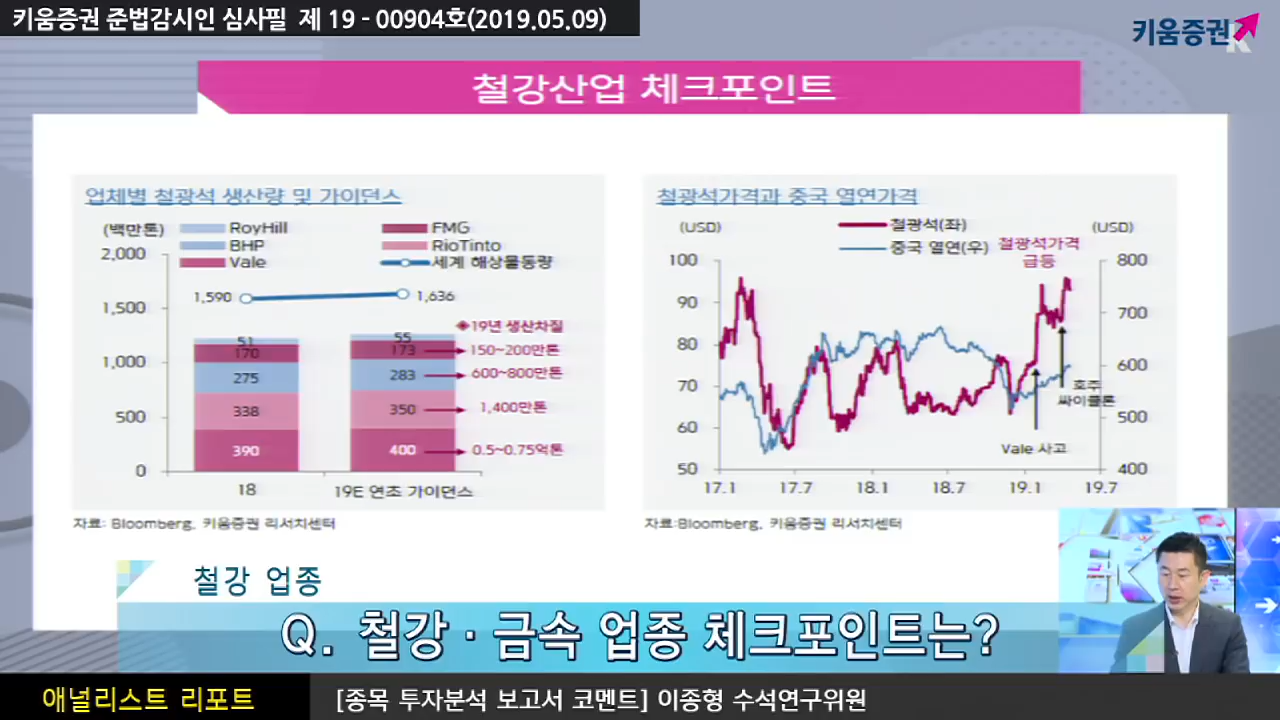 키움증권 준법감시인 심사필 제 19 - 00904호(2019.05.09)
키움증권
철강산업 체크포인트
업체별 철광석 생산량 및 가이던스
(백만톤)
RoyHill
FMG
BHP
RioTinto
Vale
세계 해상물동량
2,000
1,500
1,000
500
0
1,590
1,636
51
170
275
338
390
55
173
283
350
400
19년 생산차질
150~200만톤
600~800만톤
1,400만톤
0.5~0.75억톤
18
19E 연초 가이던스
자료: Bloomberg, 키움증권 리서치센터
철광석가격과 중국 열연가격
(USD)
철광석(좌)
중국 열연(우)
(USD)
철광석가격
급등
100
90
80
70
60
50
800
700
600
500
400
호주
싸이클론
Vale 사고
17.1
17.7
18.1
18.7
19.1
19.7
자료:Bloomberg, 키움증권 리서치센터
철강 업종
Q. 철강·금속 업종 체크포인트는?
애널리스트 리포트
[종목 투자분석 보고서 코멘트] 이종형 수석연구위원